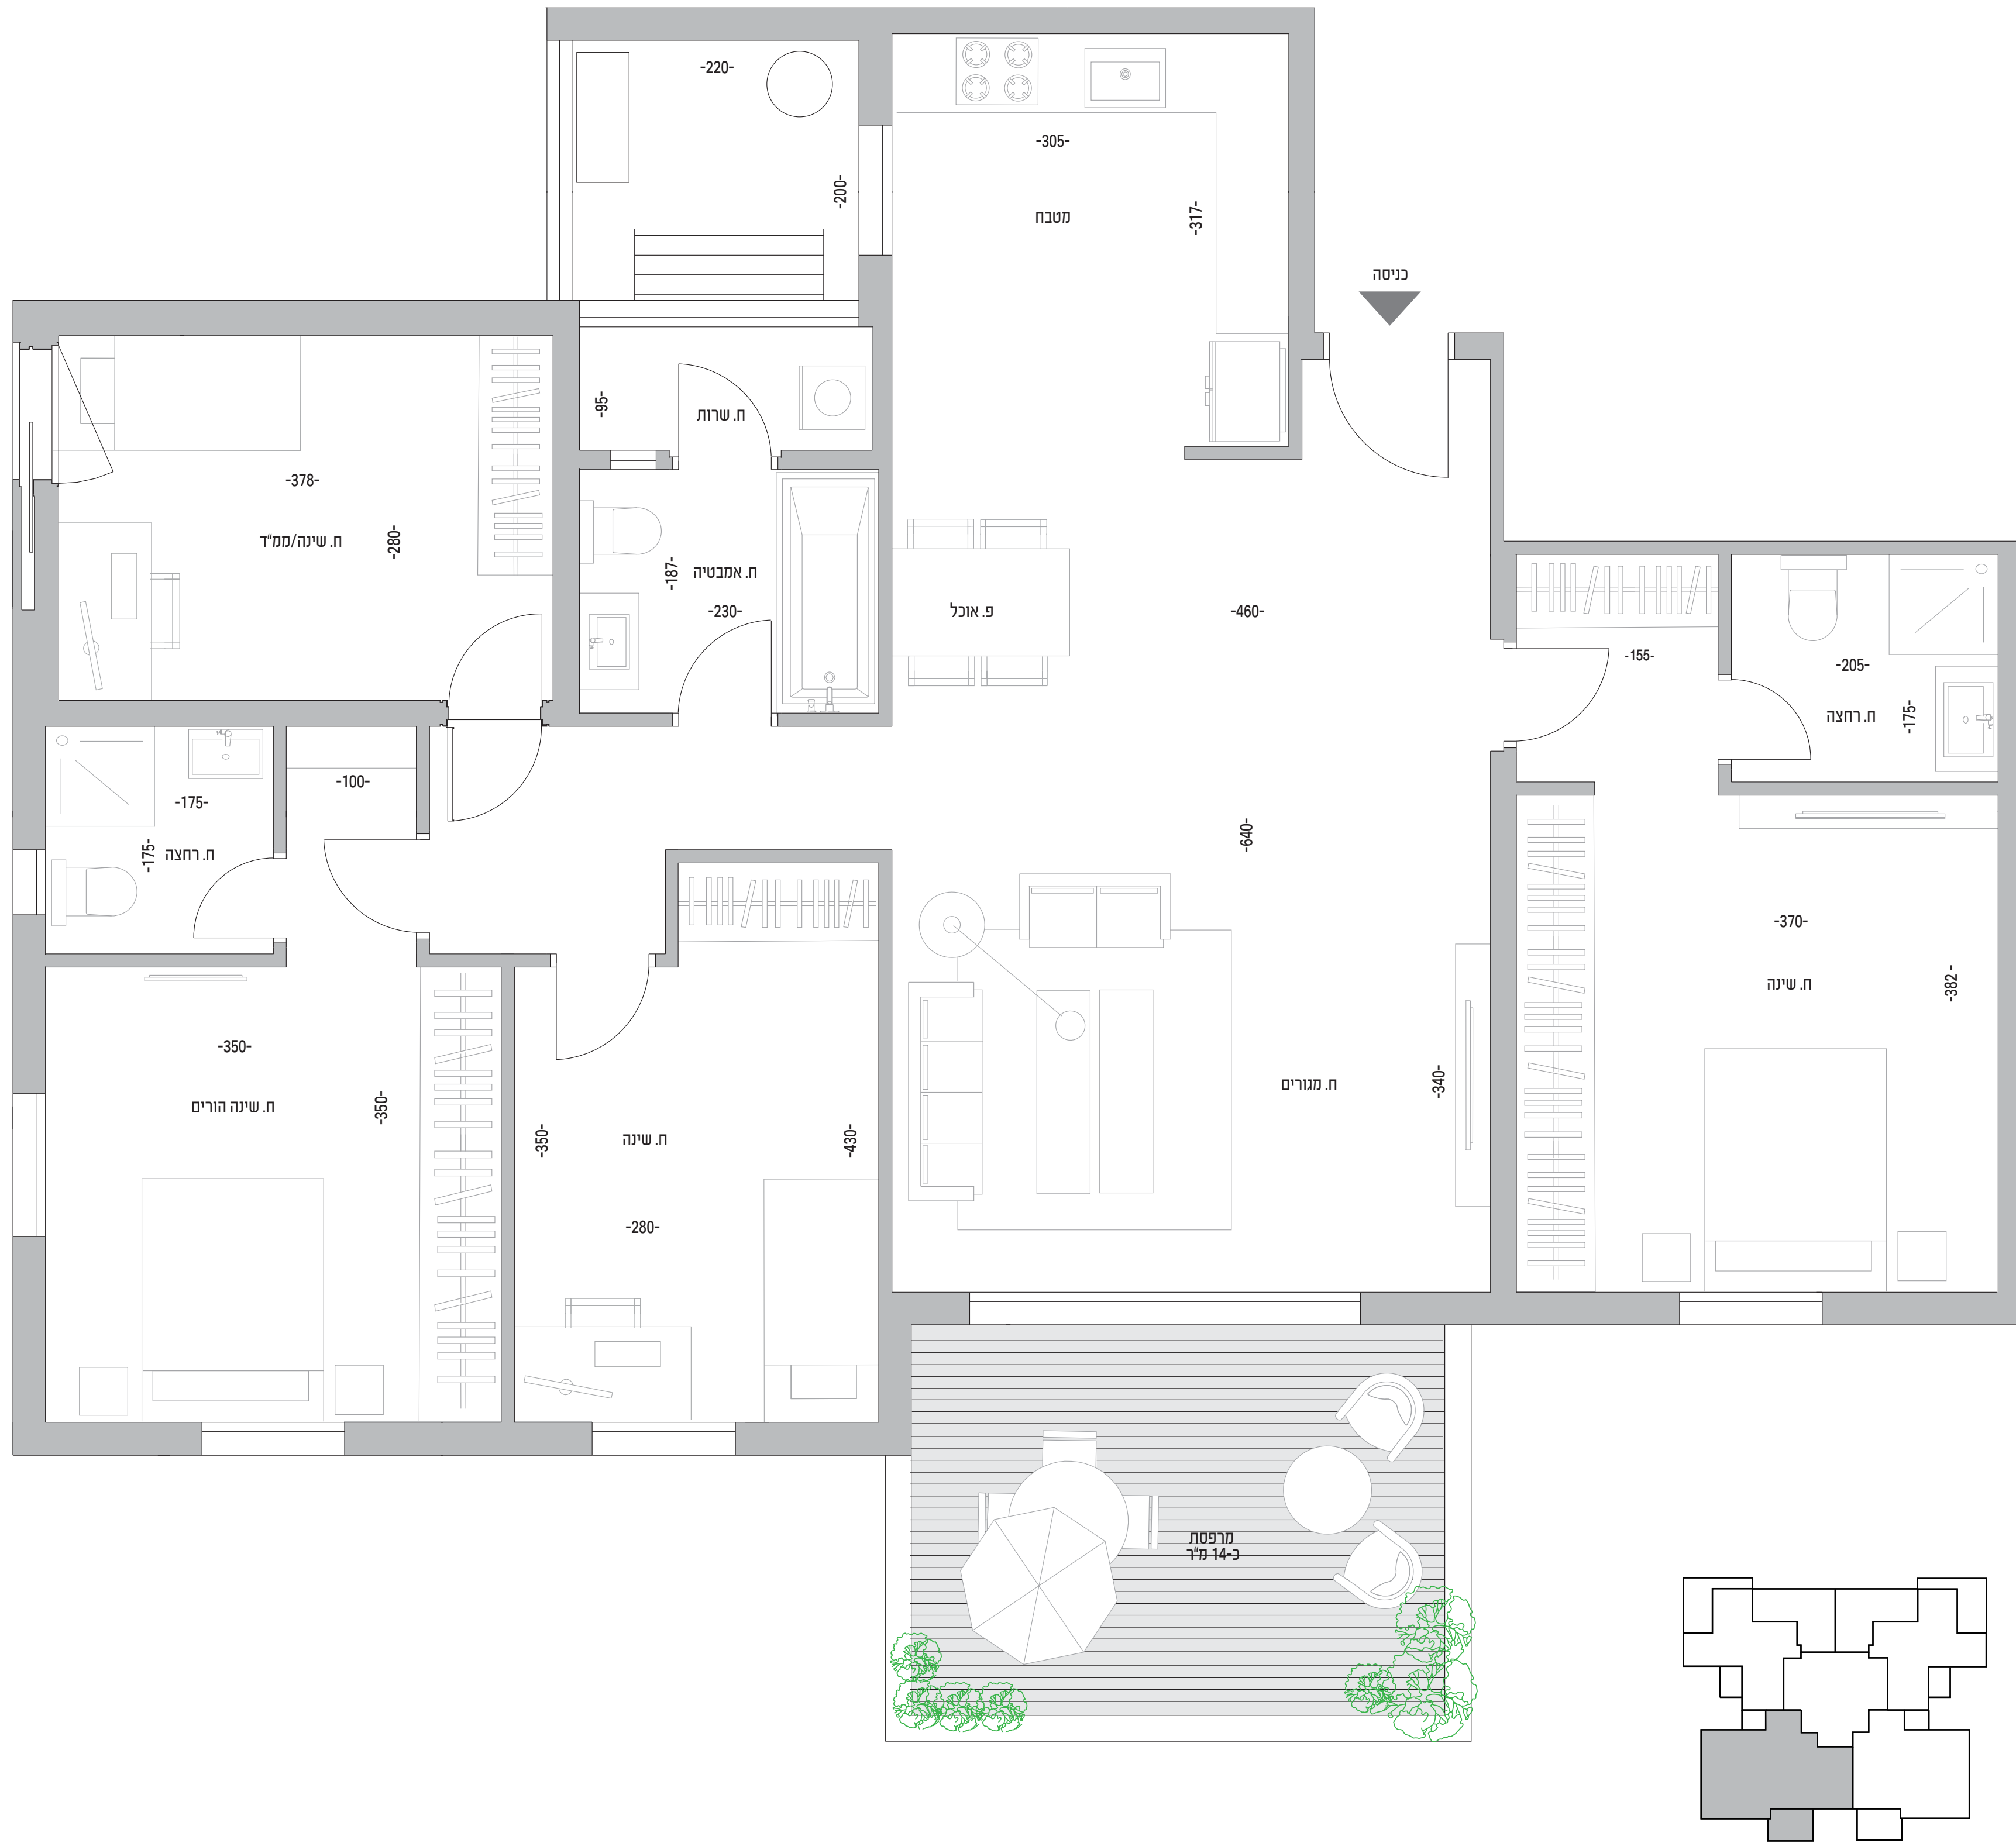 -220-
-200-
-305-
מטבח
-317-
כניסה
-95-
ח. שרות
-378-
ח. שינה/ממ"ד
-280-
-187-
ח. אמבטיה
-230-
פ. אוכל
-460-
-155-
-205-
ח. רחצה
-175-
-100-
-175-
-175-
ח. רחצה
-640-
-370-
ח. שינה
-382 -
-350-
ח. שינה הורים
-350-
-350-
ח. שינה
-430-
-280-
ח. מגורים
-340-
מרפסת
כ-14 מ"ר